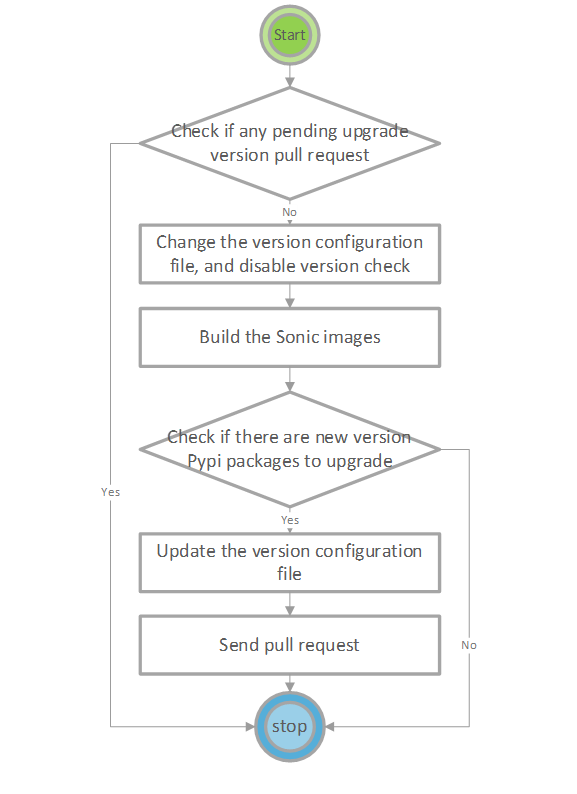 Start
Check if any pending upgrade
version pull request
No
Change the version configuration
file, and disable version check
Build the Sonic images
Check if there are new version
Pypi packages to upgrade
Yes
Yes
Update the version configuration
file
Send pull request
No
stop